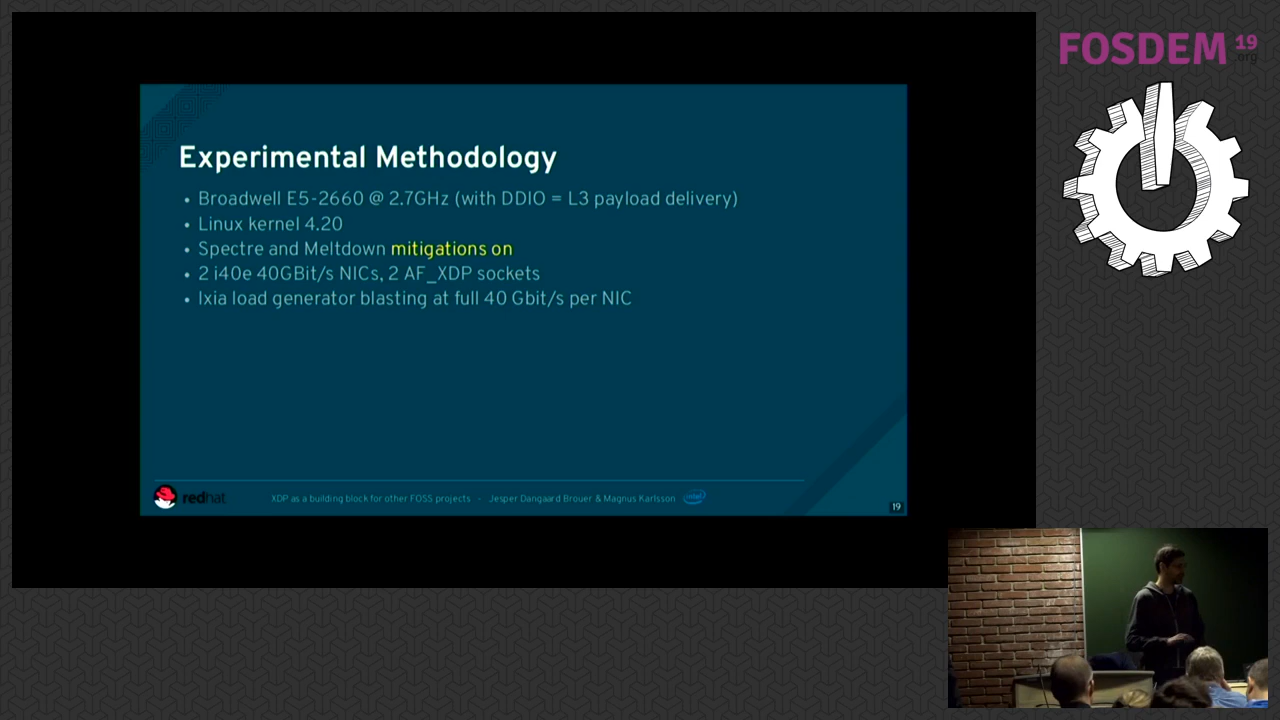 FOSDEM 19
.org
Experimental Methodology
• Broadwell E5-2660 @ 2.7GHz (with DDIO = L3 payload delivery)
• Linux kernel 4.20
• Spectre and Meltdown mitigations on
• 2 i40e 40GBit/s NICs, 2 AF_XDP sockets
• Ixia load generator blasting at full 40 Gbit/s per NIC
redhat
XDP as a building block for other FOSS projects - Jesper Dangaard Brouer & Magnus Karlsson
intel
19